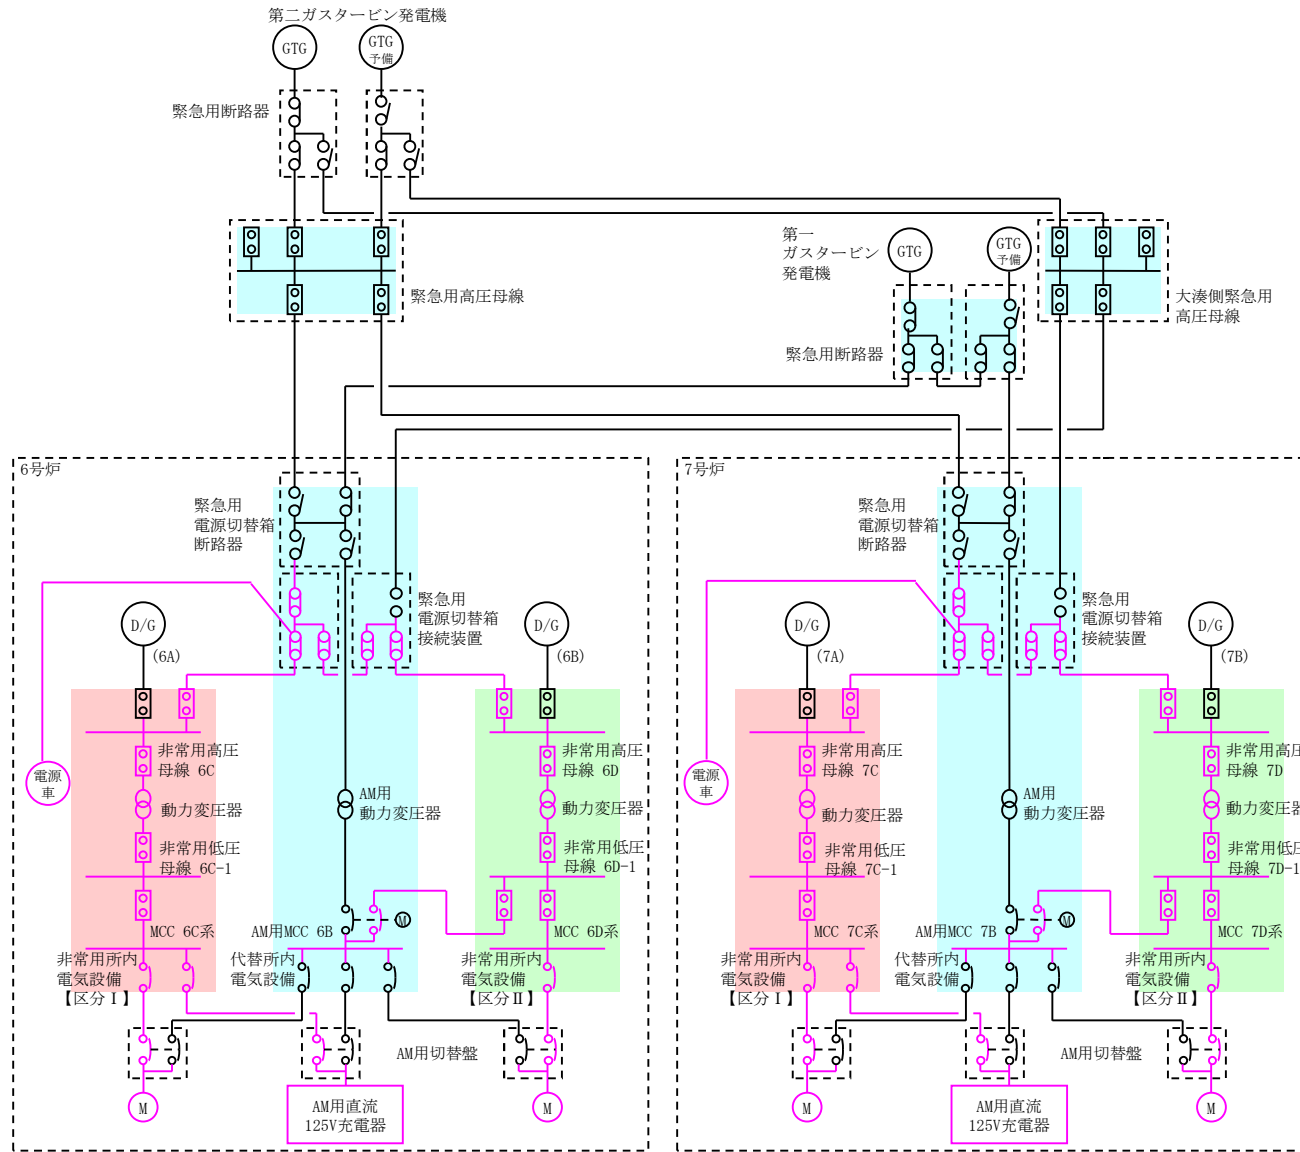 第二ガスタービン発電機
GTG
GTG
予備
緊急用断路器
第一
ガスタービン
発電機
GTG
GTG
予備
緊急用高圧母線
大湊側緊急用
高圧母線
緊急用断路器
6号炉
緊急用
電源切替箱
断路器
緊急用
電源切替箱
接続装置
D/G
(6A)
D/G
(6B)
電源
車
非常用高圧
母線 6C
動力変圧器
非常用低圧
母線 6C-1
MCC 6C系
非常用所内
電気設備
【区分Ⅰ】
AM用
動力変圧器
AM用MCC 6B
M
代替所内
電気設備
非常用高圧
母線 6D
動力変圧器
非常用低圧
母線 6D-1
MCC 6D系
非常用所内
電気設備
【区分Ⅱ】
AM用切替盤
M
AM用直流
125V充電器
M
7号炉
緊急用
電源切替箱
断路器
緊急用
電源切替箱
接続装置
D/G
(7A)
D/G
(7B)
電源
車
非常用高圧
母線 7C
動力変圧器
非常用低圧
母線 7C-1
MCC 7C系
非常用所内
電気設備
【区分Ⅰ】
AM用
動力変圧器
AM用MCC 7B
M
代替所内
電気設備
非常用高圧
母線 7D
動力変圧器
非常用低圧
母線 7D-1
MCC 7D系
非常用所内
電気設備
【区分Ⅱ】
AM用切替盤
M
AM用直流
125V充電器
M